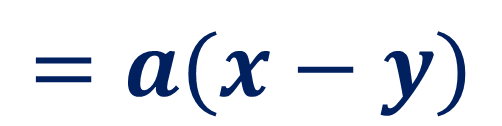 = a(x − y)